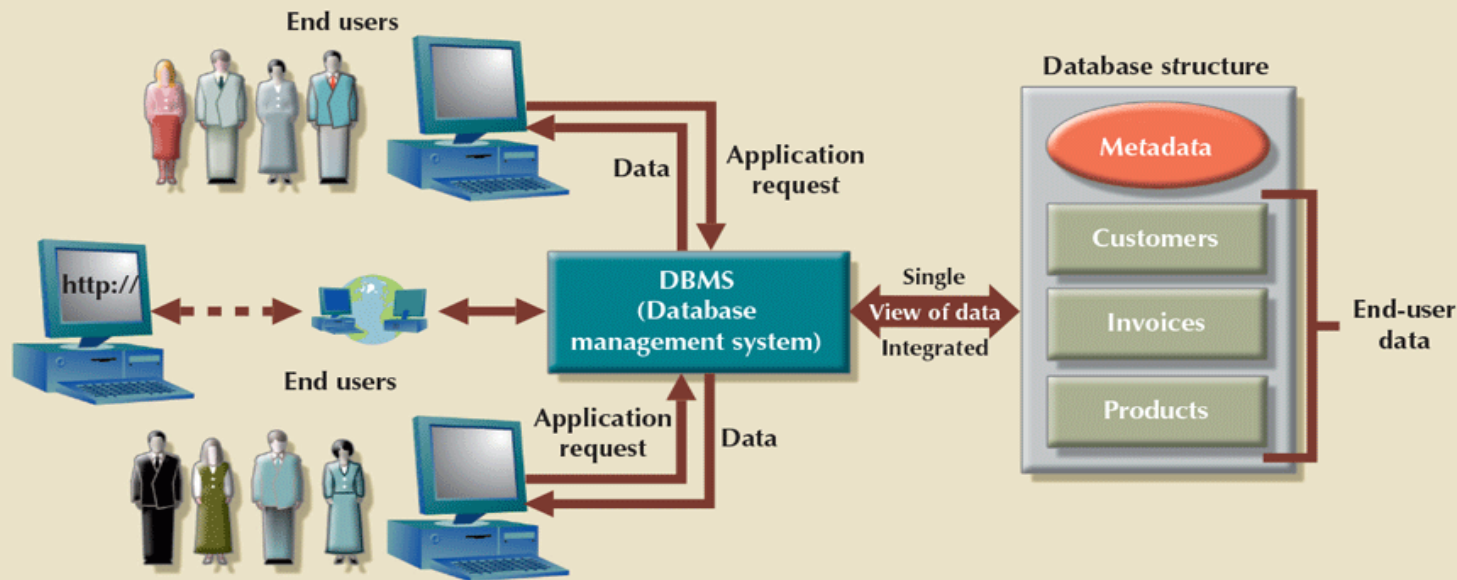 End users
Data
Application
request
Database structure
Metadata
Customers
Invoices
Products
End-user
data
http://
DBMS
(Database
management system)
Single
View of data
Integrated
End users
Application
request
Data